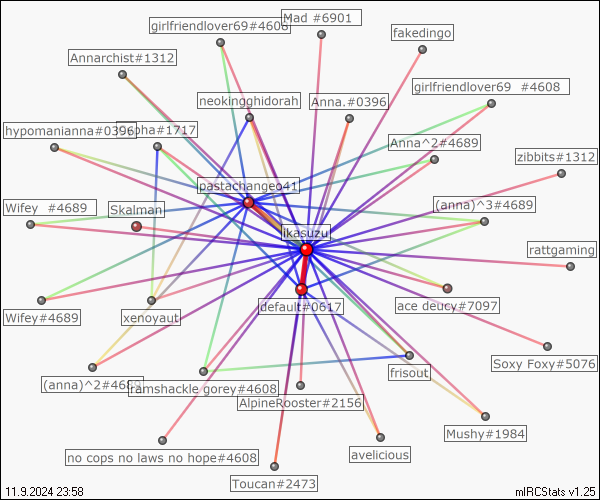 girlfriendlover69#4608
Mad #6901
fakedingo
Annarchist#1312
girlfriendlover69 #4608
neokingghidorah
Anna.#0396
hypomanianna#0396
#1717
Anna^2#4689
zibbits#1312
pastachangeo41
Wifey #4689
Skalman
(anna)^3#4689
ikasuzu
rattgaming
default#0617
ace deucy#7097
Wifey#4689
xenoyaut
Soxy Foxy#5076
frisout
(anna)^2#4689
ramshackle gorey#4608
AlpineRooster#2156
Mushy#1984
no cops no laws no hope#4608
avelicious
Toucan#2473
11.9.2024 23:58
mIRCStats v1.25